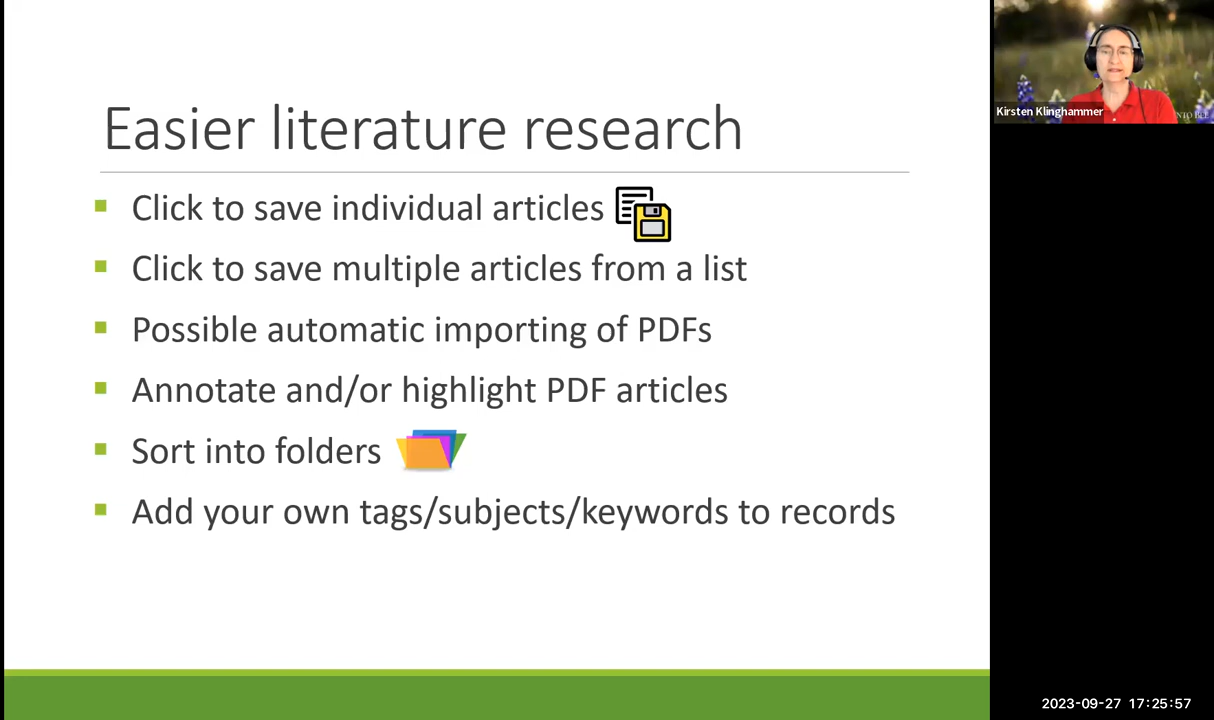 Easier literature research
Click to save individual articles
Click to save multiple articles from a list
Possible automatic importing of PDFs
Annotate and/or highlight PDF articles
Sort into folders
Add your own tags/subjects/keywords to records
Kirsten Klinghammer
2023-09-27 17:25:57